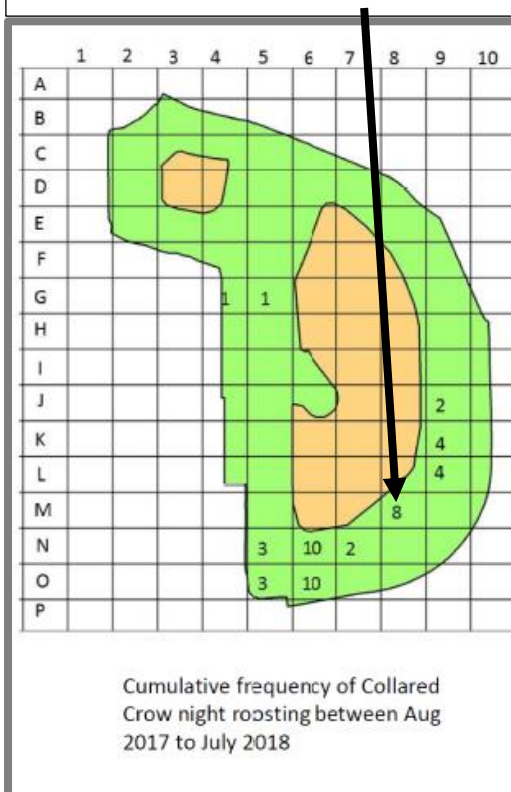 1 2 3 4 5 6 7 8 9 10
A
B
C
D
E
F
G 1 1
H
I
J 2
K 4
L 4
M 8
N 3 10 2
O 3 10
P
Cumulative frequency of Collared
Crow night roosting between Aug
2017 to July 2018